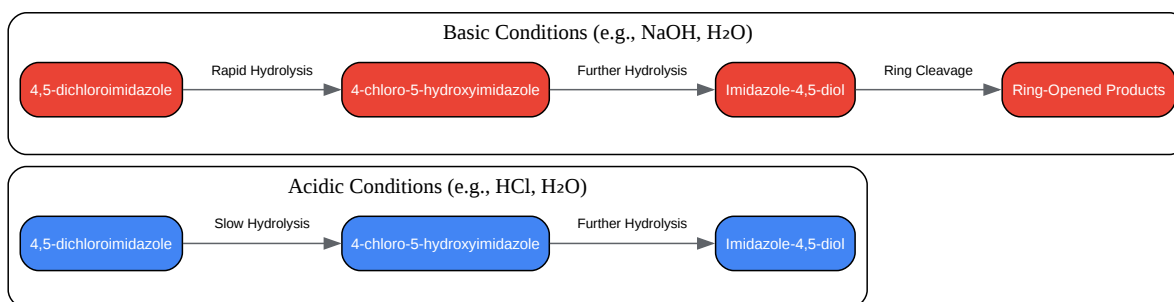 Basic Conditions (e.g., NaOH, H₂O)
Rapid Hydrolysis
Further Hydrolysis
Ring Cleavage
4,5-dichloroimidazole
4-chloro-5-hydroxyimidazole
Imidazole-4,5-diol
Ring-Opened Products
Acidic Conditions (e.g., HCl, H₂O)
Slow Hydrolysis
Further Hydrolysis
4,5-dichloroimidazole
4-chloro-5-hydroxyimidazole
Imidazole-4,5-diol